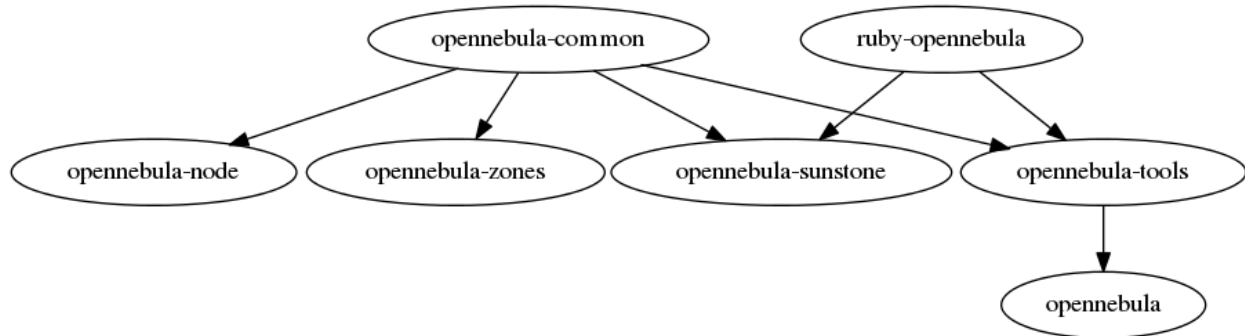 opennebula-common
ruby-opennebula
opennebula-node
opennebula-zones
opennebula-sunstone
opennebula-tools
opennebula